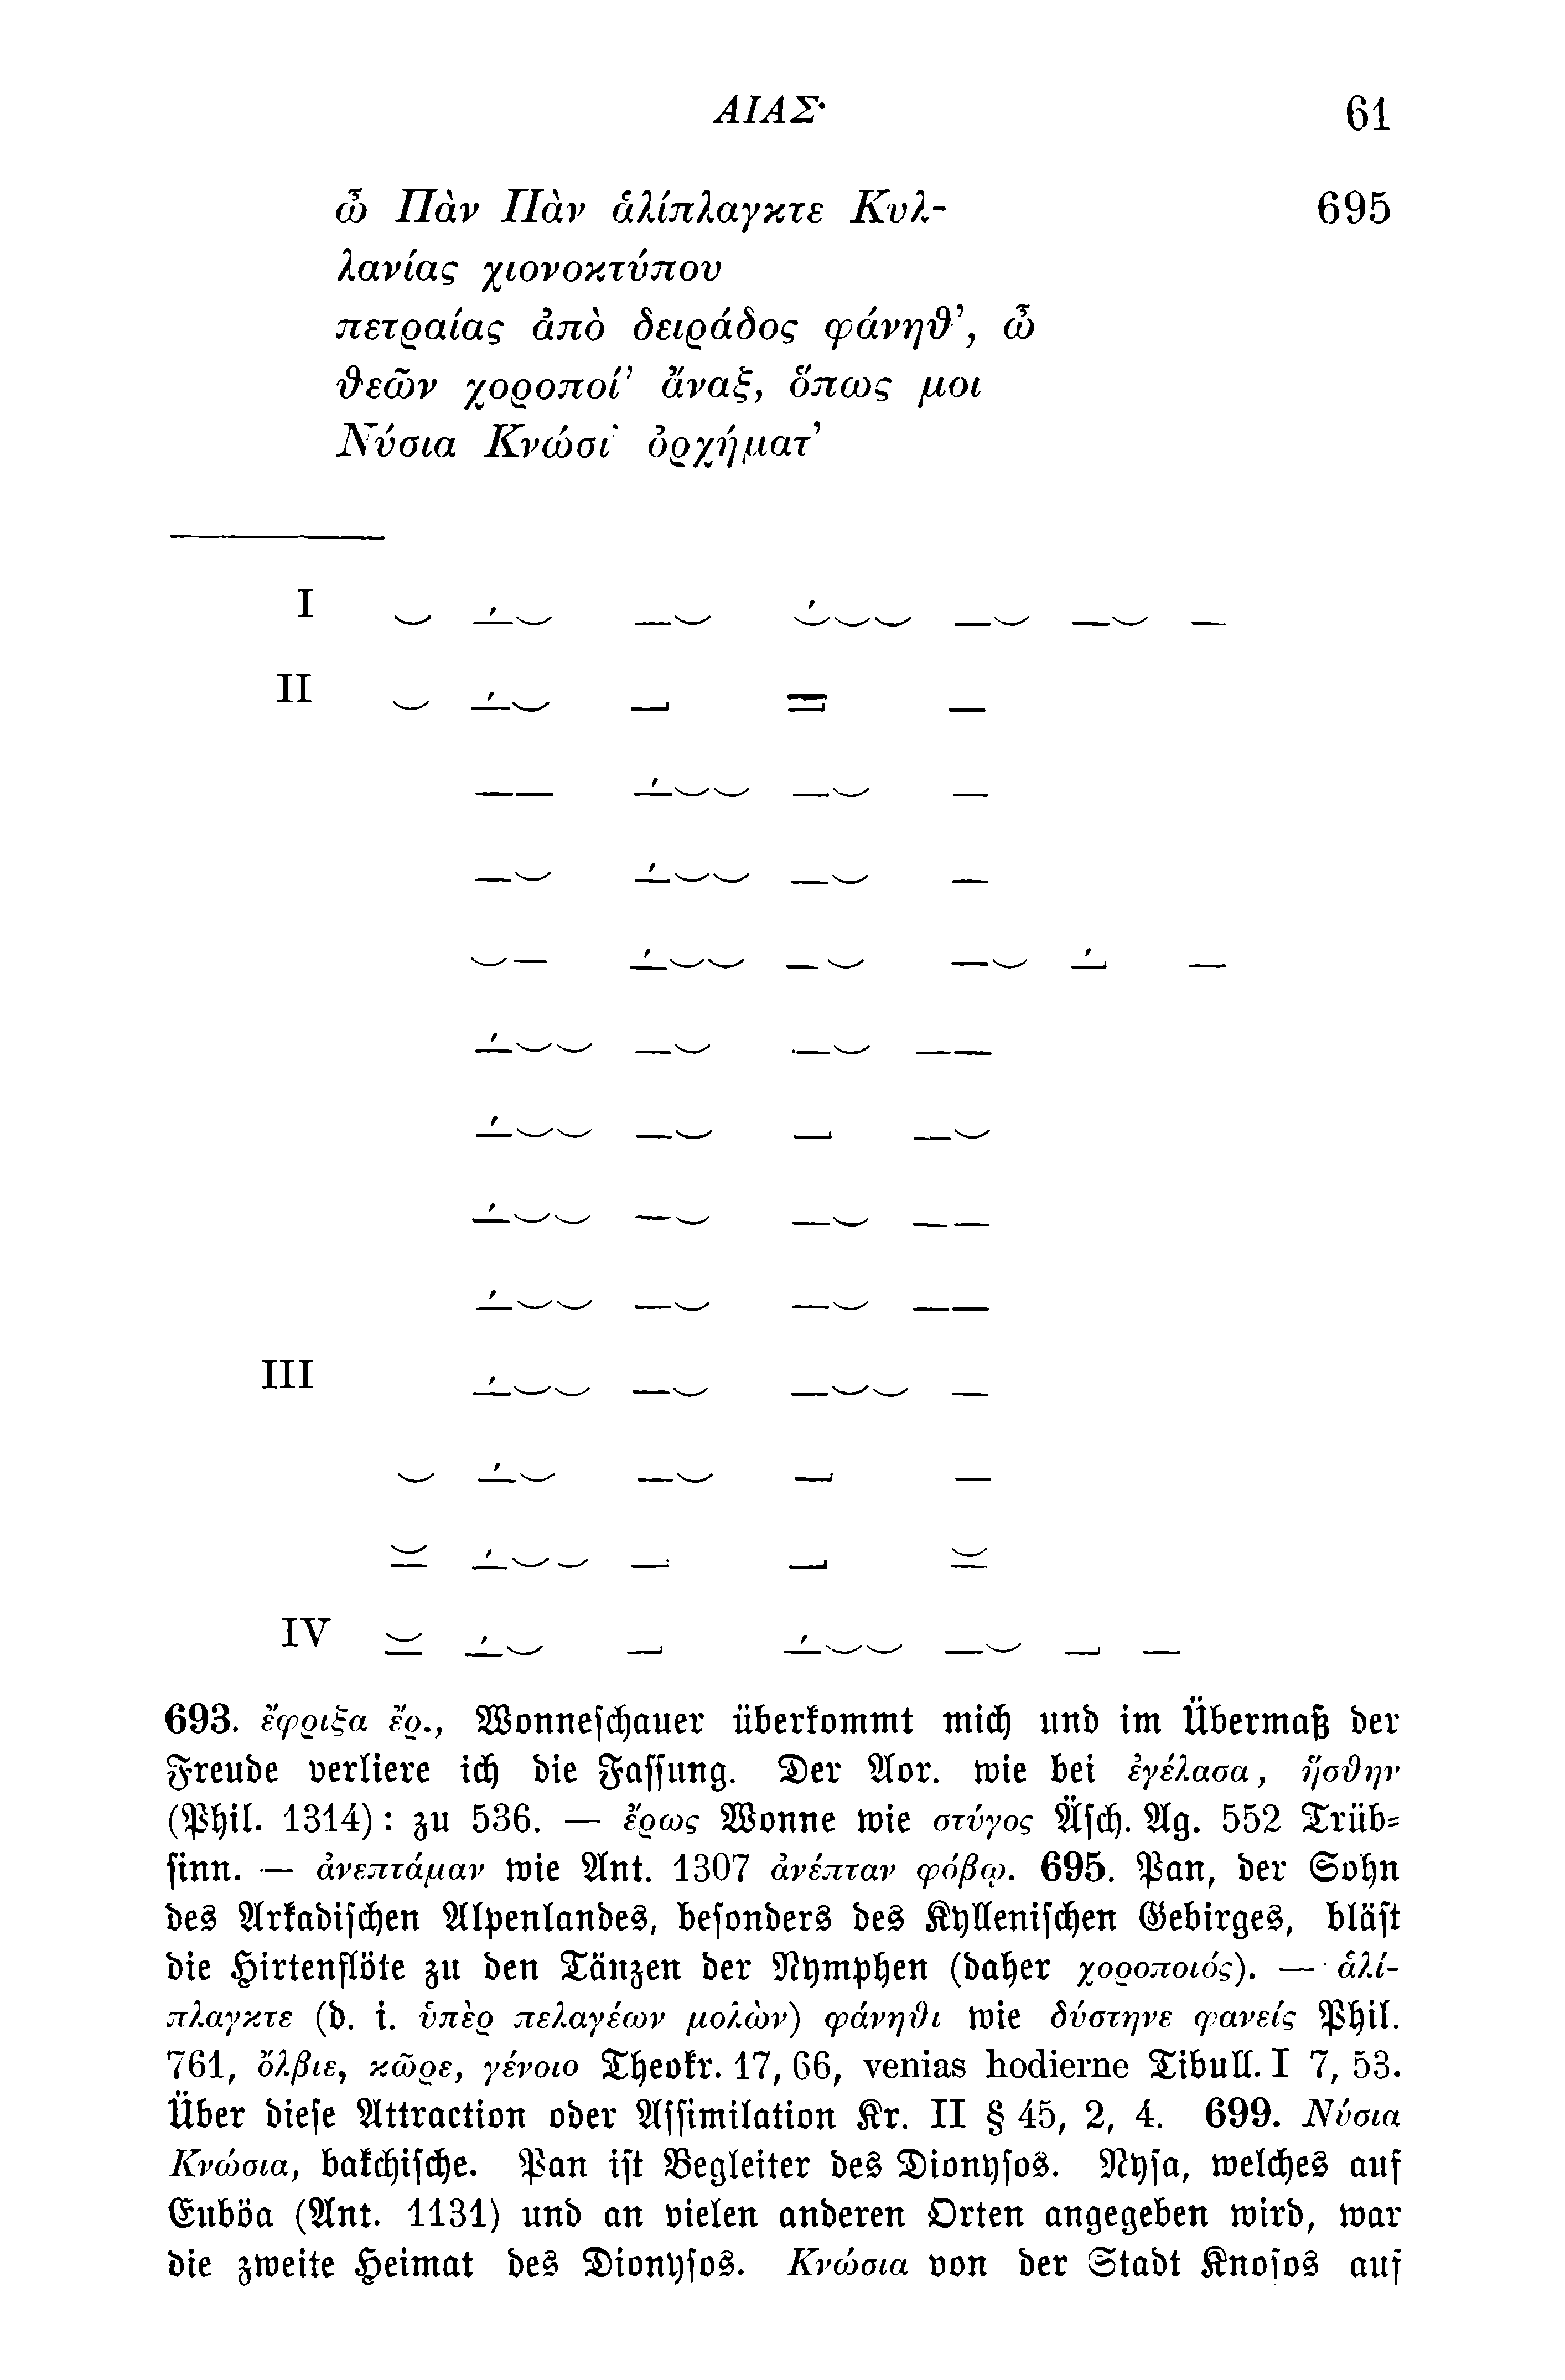 ΑΙΑΣ 61
ὦ Πὰν Πὰν ἁλίπλαγκτε Κυλ- 695
λανίας χιονοκτύπου
πετραίας ἀπὸ δειράδος φάνηθ’, ὦ
θεῶν χοροποί’ ἄναξ, ὅπως μοι
Νύσια Κνώσι’ ὀρχήματ’
I
II
III
IV
693. ἔφριξα ἔρ., Wonneschauer überkommt mich und im Übermaß der
Freude verliere ich die Fassung. Der Aor. wie bei ἐγέλασα, ἥσθην
(Phil. 1314): zu 536. — ἔρως Wonne wie στύγος Äsch. Ag. 552 Trüb-
sinn. — ἀνεπτάμαν wie Ant. 1307 ἀνέπταν φόβῳ. 695. Pan, der Sohn
des Arkadischen Alpenlandes, besonders des Kyllenischen Gebirges, bläst
die Hirtenflöte zu den Tänzen der Nymphen (daher χοροποιός). — ἁλί-
πλαγκτε (d. i. ὑπὲρ πελαγέων μολὼν) φάνηθι wie δύστηνε φανείς Phil.
761, ὄλβιε, κῶρε, γένοιο Theokr. 17, 66, venias hodierne Tibull. I 7, 53.
Über diese Attraction oder Assimilation Kr. II § 45, 2, 4. 699. Νύσια
Κνώσια, bakchische. Pan ist Begleiter des Dionysos. Nysa, welches auf
Euböa (Ant. 1131) und an vielen anderen Orten angegeben wird, war
die zweite Heimat des Dionysos. Κνώσια von der Stadt Knosos auf